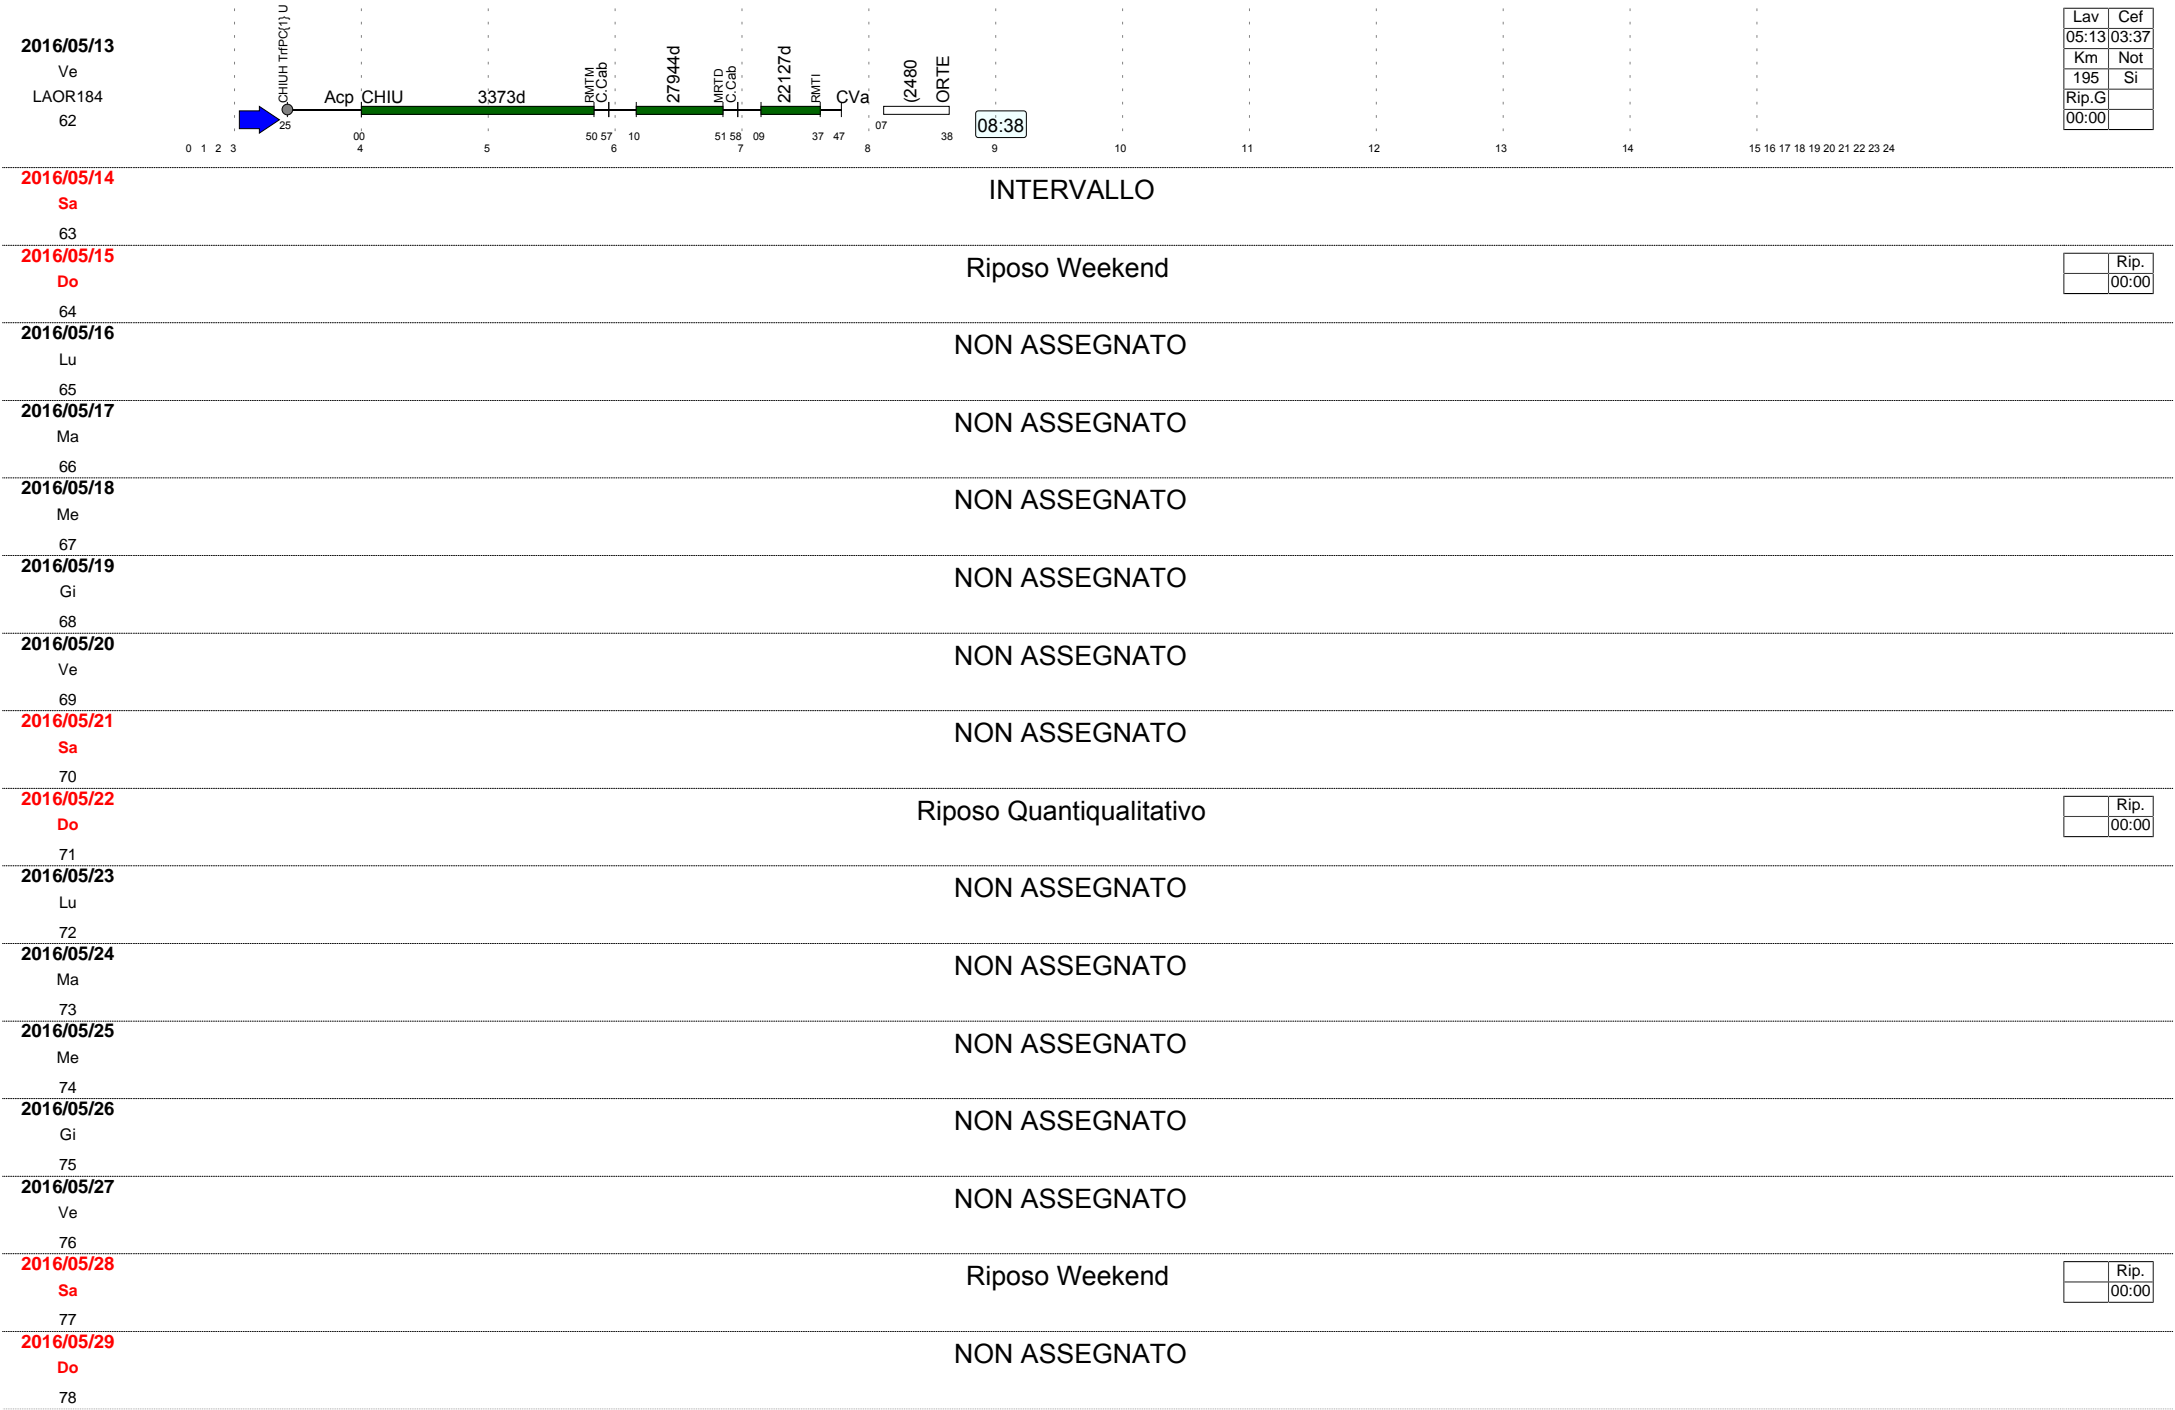 2016/05/13
Ve
LAOR184
62
CHIUH TrfPC{1} U
Acp CHIU 3373d RMTM C.Cab 27944d MRTD C.Cab 22127d RMTI CVa (2480 ORTE
25 00 50 57 10 51 58 09 37 47 07 38
08:38
0 1 2 3 4 5 6 7 8 9 10 11 12 13 14 15 16 17 18 19 20 21 22 23 24
Lav Cef
05:13 03:37
Km Not
195 Si
Rip.G
00:00
2016/05/14
Sa
63
INTERVALLO
2016/05/15
Do
64
Riposo Weekend
Rip.
00:00
2016/05/16
Lu
65
NON ASSEGNATO
2016/05/17
Ma
66
NON ASSEGNATO
2016/05/18
Me
67
NON ASSEGNATO
2016/05/19
Gi
68
NON ASSEGNATO
2016/05/20
Ve
69
NON ASSEGNATO
2016/05/21
Sa
70
NON ASSEGNATO
2016/05/22
Do
71
Riposo Quantiqualitativo
Rip.
00:00
2016/05/23
Lu
72
NON ASSEGNATO
2016/05/24
Ma
73
NON ASSEGNATO
2016/05/25
Me
74
NON ASSEGNATO
2016/05/26
Gi
75
NON ASSEGNATO
2016/05/27
Ve
76
NON ASSEGNATO
2016/05/28
Sa
77
Riposo Weekend
Rip.
00:00
2016/05/29
Do
78
NON ASSEGNATO